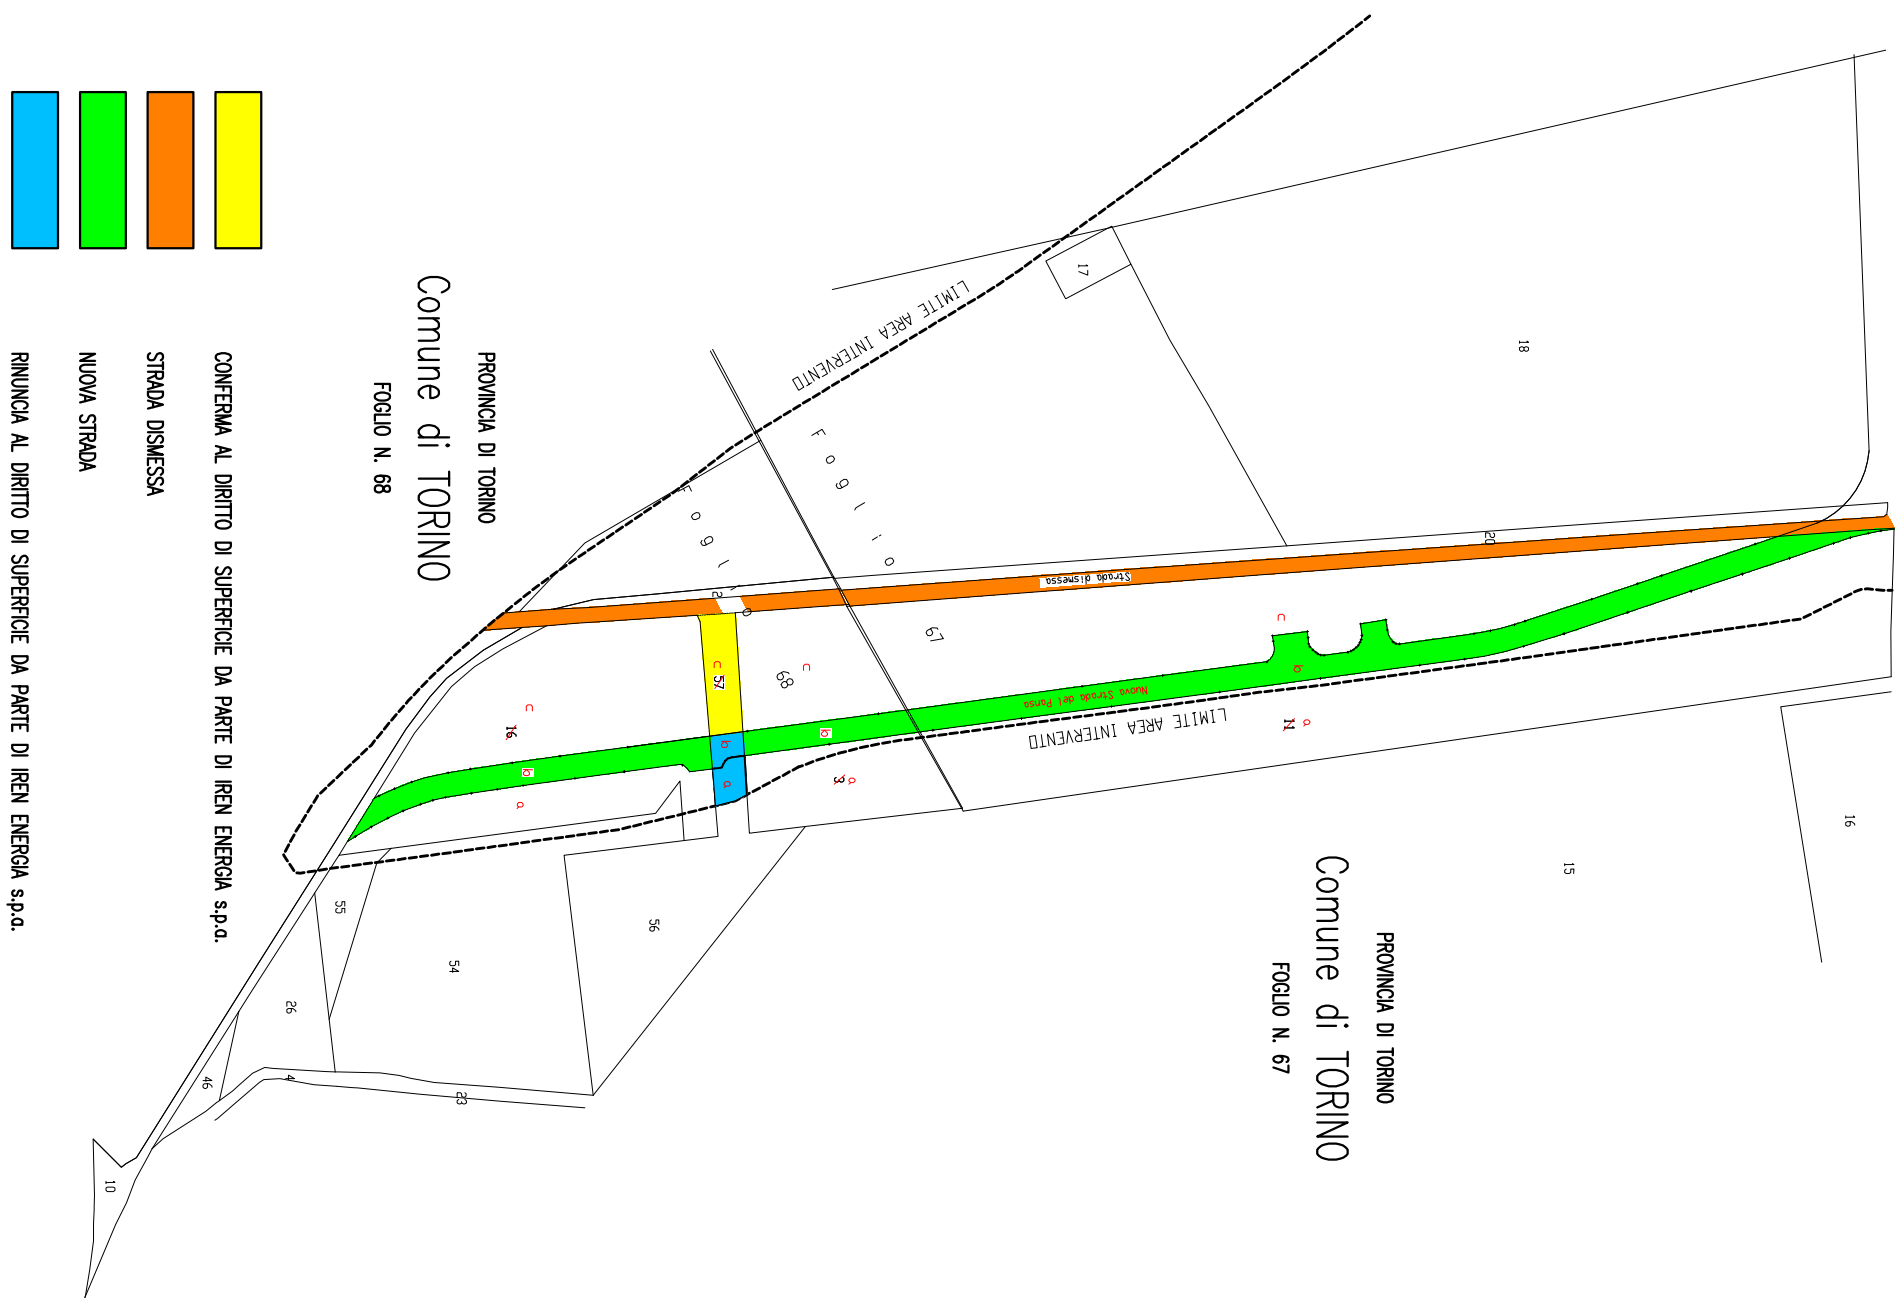 CONFERMA AL DIRITTO DI SUPERFICIE DA PARTE DI IREN ENERGIA s.p.a.
STRADA DISMESSA
NUOVA STRADA
RINUNCIA AL DIRITTO DI SUPERFICIE DA PARTE DI IREN ENERGIA s.p.a.
PROVINCIA DI TORINO
Comune di TORINO
FOGLIO N. 68
PROVINCIA DI TORINO
Comune di TORINO
FOGLIO N. 67
LIMITE AREA INTERVENTO
LIMITE AREA INTERVENTO
Foglio
67
Foglio
68
Strada dismessa
Nuova Strada del Pansa
17
18
20
2
c
b
11
a
c
b
3
a
c
57
b
a
c
16
b
a
16
15
56
55
54
26
46
4
23
10